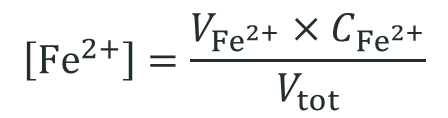 [Fe²⁺] = (V_Fe²⁺ × C_Fe²⁺) / V_tot